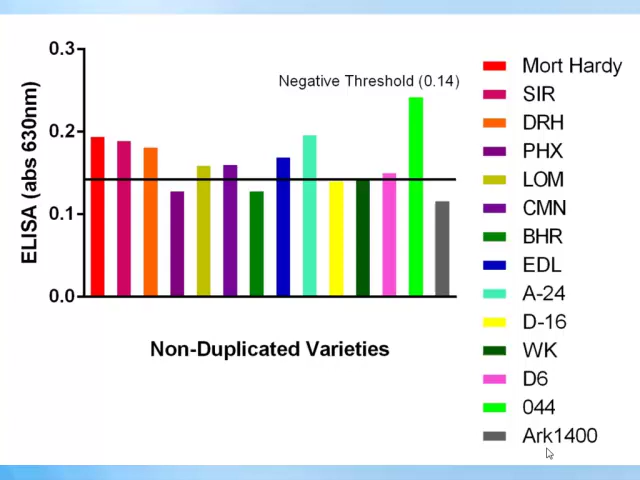 0.3
Negative Threshold (0.14)
0.2
0.1
0.0
ELISA (abs 630nm)
Non-Duplicated Varieties
Mort Hardy
SIR
DRH
PHX
LOM
CMN
BHR
EDL
A-24
D-16
WK
D6
044
Ark1400